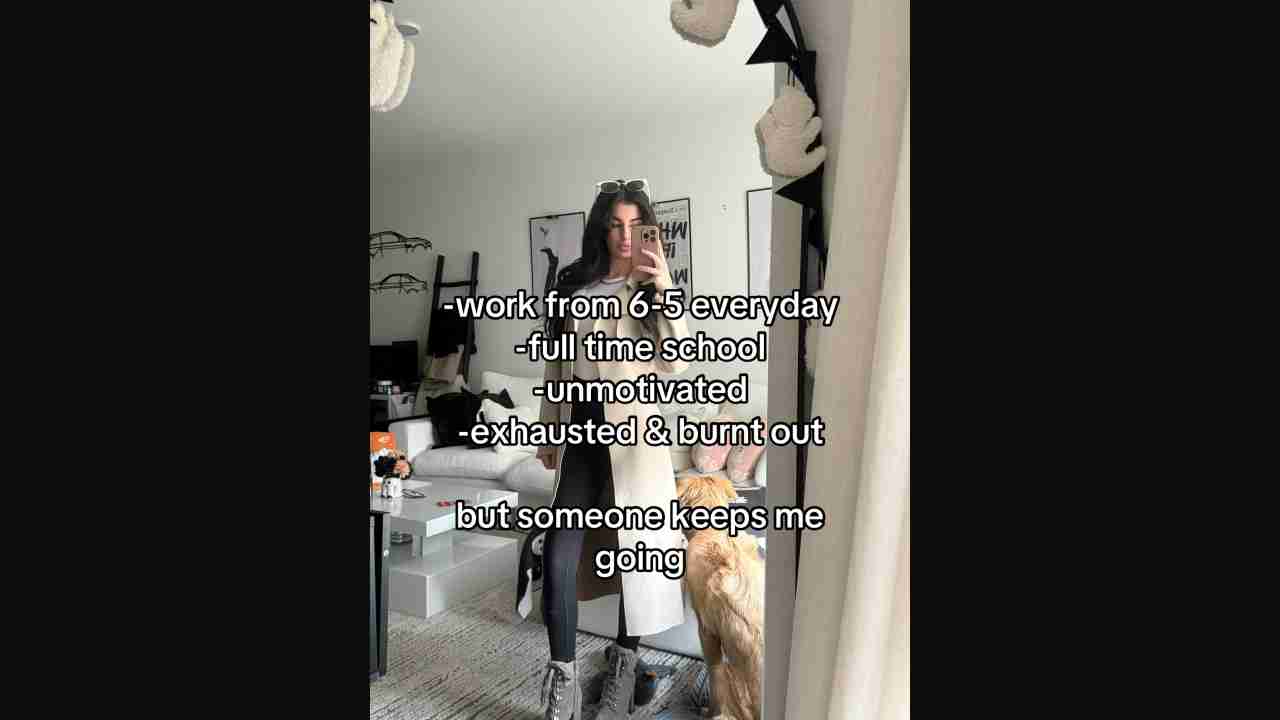 -work from 6-5 everyday
-full time school
-unmotivated
-exhausted & burnt out
but someone keeps me
going